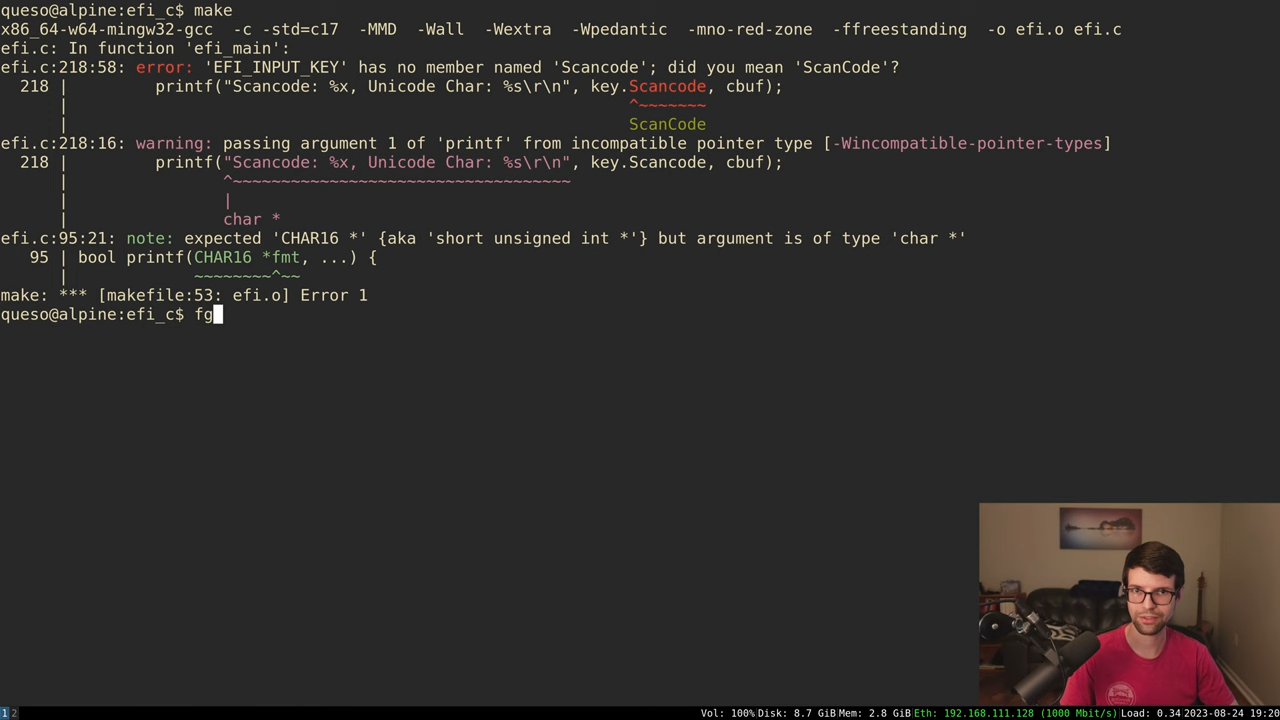 queso@alpine:efi_c$ make
x86_64-w64-mingw32-gcc  -c -std=c17  -MMD  -Wall  -Wextra  -Wpedantic  -mno-red-zone  -ffreestanding  -o efi.o efi.c
efi.c: In function 'efi_main':
efi.c:218:58: error: 'EFI_INPUT_KEY' has no member named 'Scancode'; did you mean 'ScanCode'?
  218 |         printf("Scancode: %x, Unicode Char: %s\r\n", key.Scancode, cbuf);
      |                                                          ^~~~~~~~
      |                                                          ScanCode
efi.c:218:16: warning: passing argument 1 of 'printf' from incompatible pointer type [-Wincompatible-pointer-types]
  218 |         printf("Scancode: %x, Unicode Char: %s\r\n", key.Scancode, cbuf);
      |                ^~~~~~~~~~~~~~~~~~~~~~~~~~~~~~~~~~~~
      |                |
      |                char *
efi.c:95:21: note: expected 'CHAR16 *' {aka 'short unsigned int *'} but argument is of type 'char *'
   95 | bool printf(CHAR16 *fmt, ...) {
      |             ~~~~~~~~^~~
make: *** [makefile:53: efi.o] Error 1
queso@alpine:efi_c$ fg
1 2 Vol: 100% Disk: 8.7 GiB Mem: 2.8 GiB Eth: 192.168.111.128 (1000 Mbit/s) Load: 0.34 2023-08-24 19:20